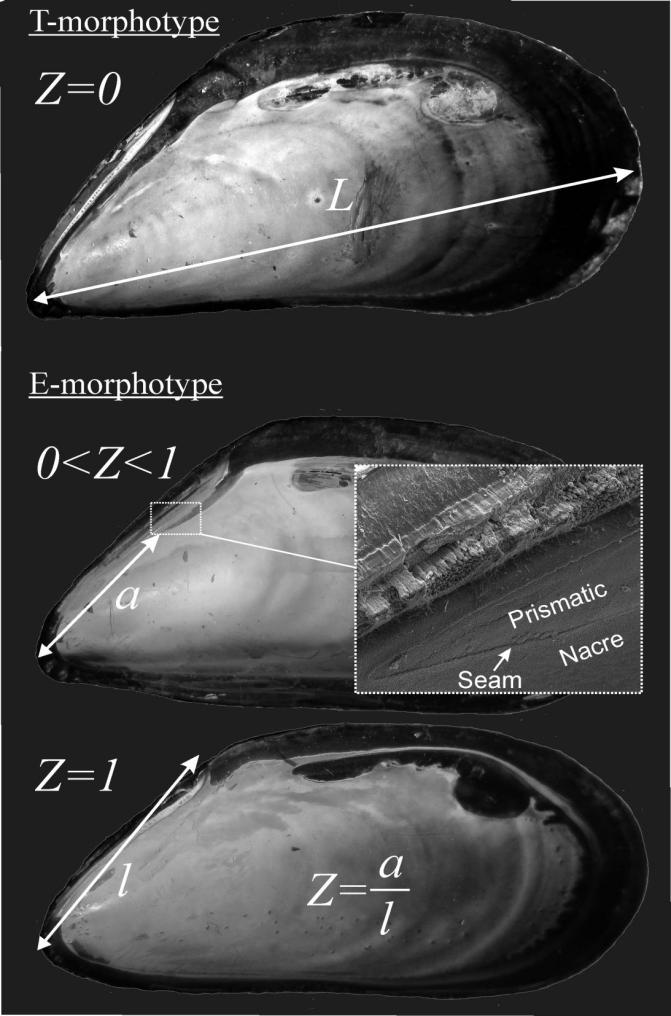 T-morphotype
Z=0
L
E-morphotype
0<Z<1
a
Prismatic
Nacre
Seam
Z=1
l
Z=a/l